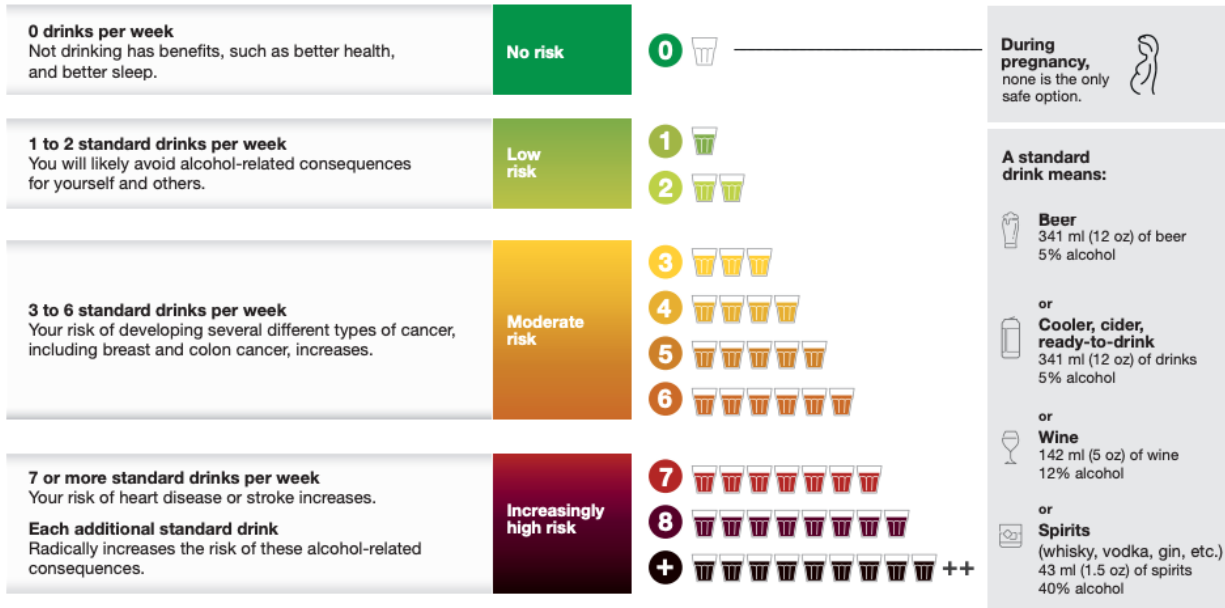 0 drinks per week
Not drinking has benefits, such as better health,
and better sleep.
No risk
0
During
pregnancy,
none is the only
safe option.
1 to 2 standard drinks per week
You will likely avoid alcohol-related consequences
for yourself and others.
Low
risk
1
2
3 to 6 standard drinks per week
Your risk of developing several different types of cancer,
including breast and colon cancer, increases.
Moderate
risk
3
4
5
6
7 or more standard drinks per week
Your risk of heart disease or stroke increases.
Each additional standard drink
Radically increases the risk of these alcohol-related
consequences.
Increasingly
high risk
7
8
+
++
A standard
drink means:
Beer
341 ml (12 oz) of beer
5% alcohol
or
Cooler, cider,
ready-to-drink
341 ml (12 oz) of drinks
5% alcohol
or
Wine
142 ml (5 oz) of wine
12% alcohol
or
Spirits
(whisky, vodka, gin, etc.)
43 ml (1.5 oz) of spirits
40% alcohol